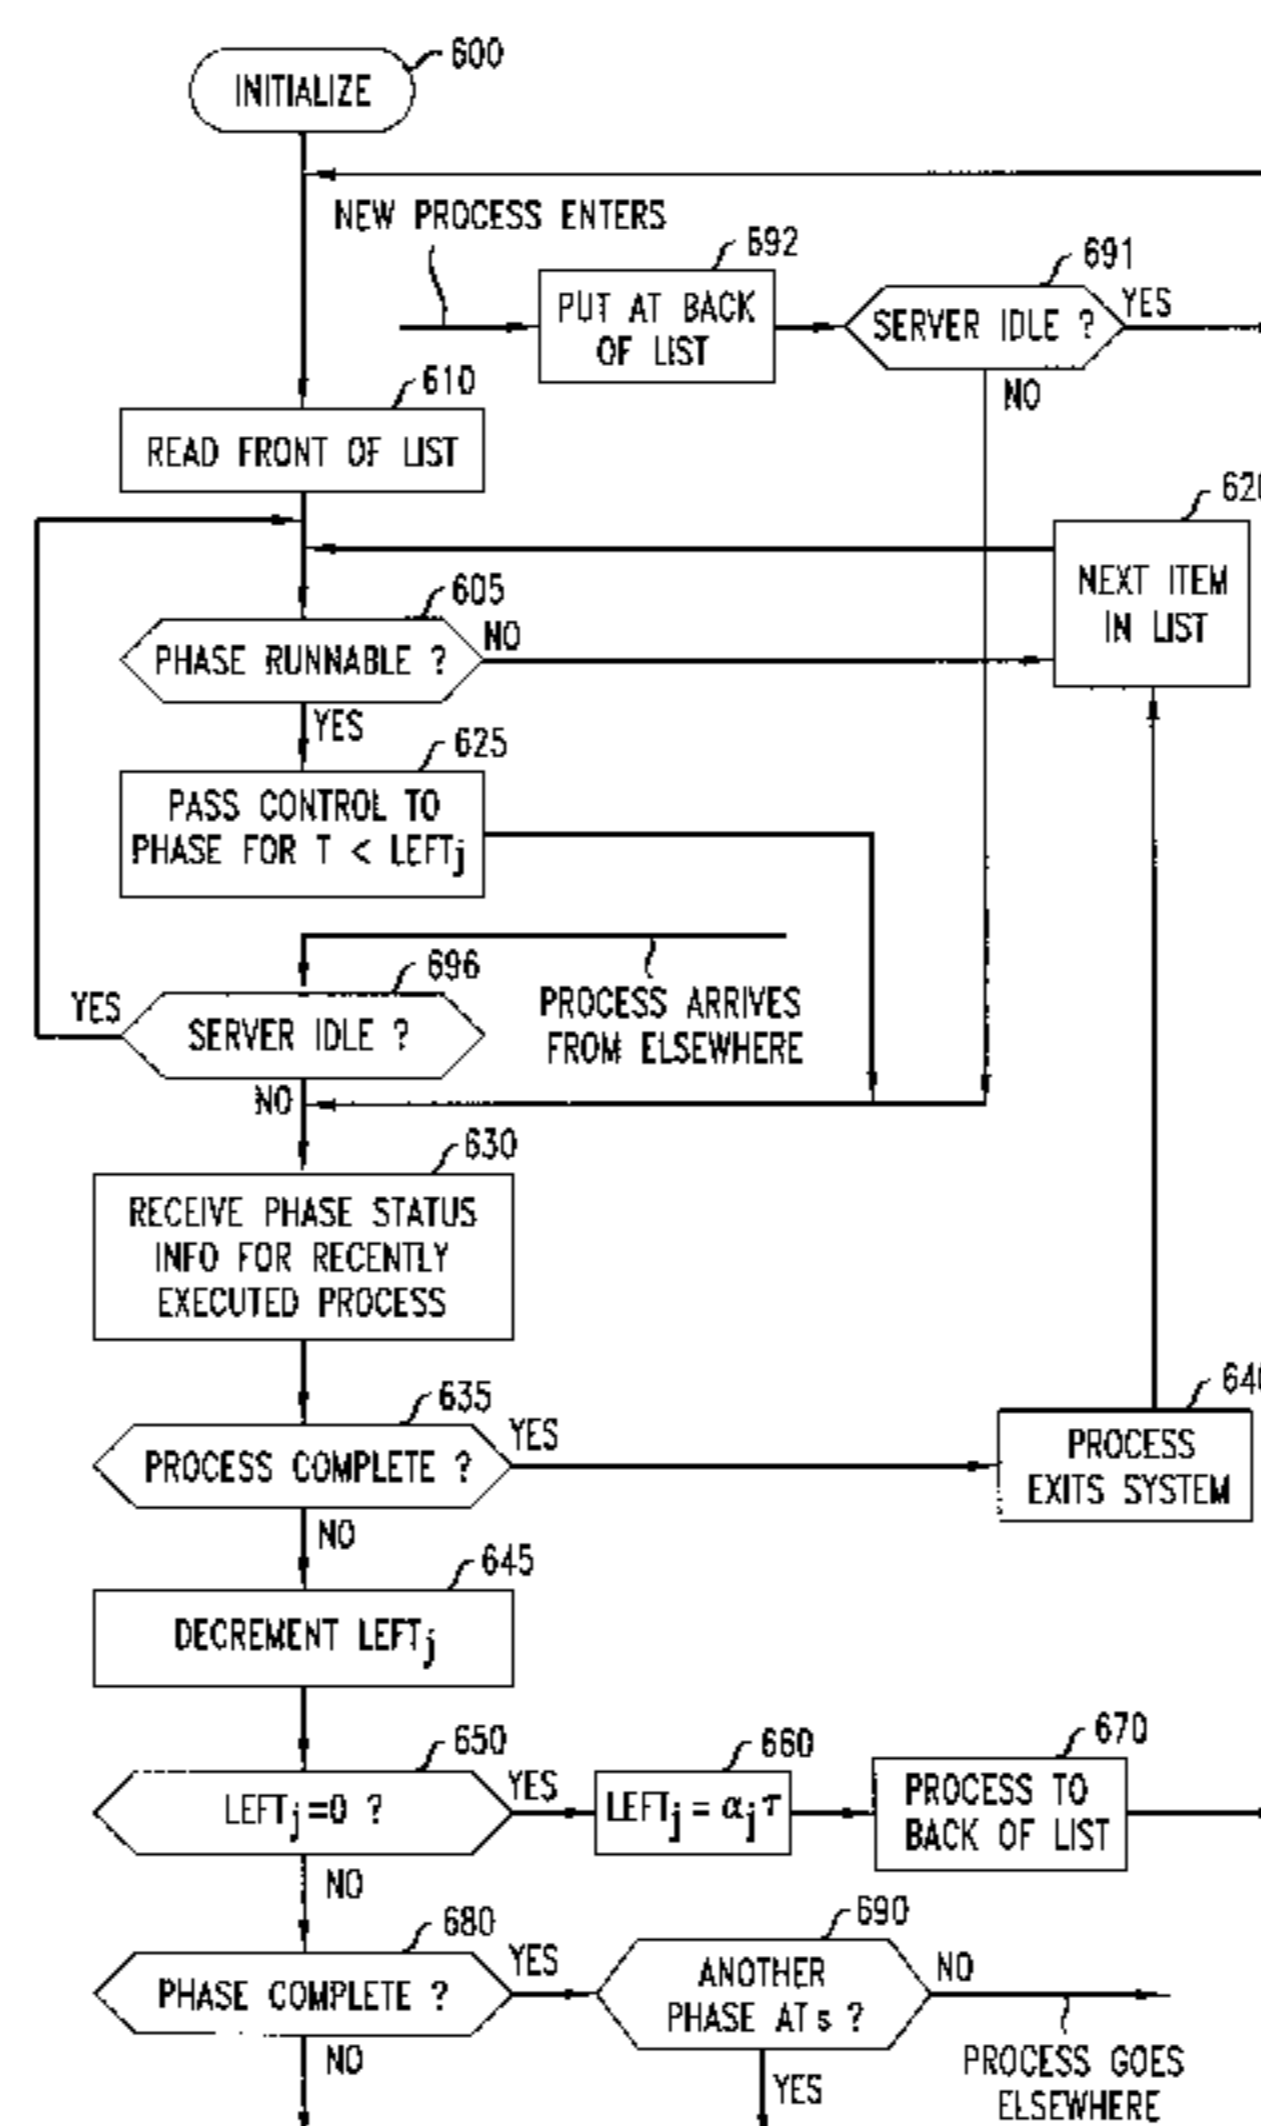 600
INITIALIZE
NEW PROCESS ENTERS
692
PUT AT BACK
OF LIST
691
SERVER IDLE ?
YES
NO
610
READ FRONT OF LIST
620
NEXT ITEM
IN LIST
605
PHASE RUNNABLE ?
NO
YES
625
PASS CONTROL TO
PHASE FOR T < LEFTj
696
SERVER IDLE ?
YES
NO
PROCESS ARRIVES
FROM ELSEWHERE
630
RECEIVE PHASE STATUS
INFO FOR RECENTLY
EXECUTED PROCESS
635
PROCESS COMPLETE ?
YES
NO
640
PROCESS
EXITS SYSTEM
645
DECREMENT LEFTj
650
LEFTj=0 ?
YES
NO
660
LEFTj = αjτ
670
PROCESS TO
BACK OF LIST
680
PHASE COMPLETE ?
YES
NO
690
ANOTHER
PHASE AT s ?
NO
YES
PROCESS GOES
ELSEWHERE